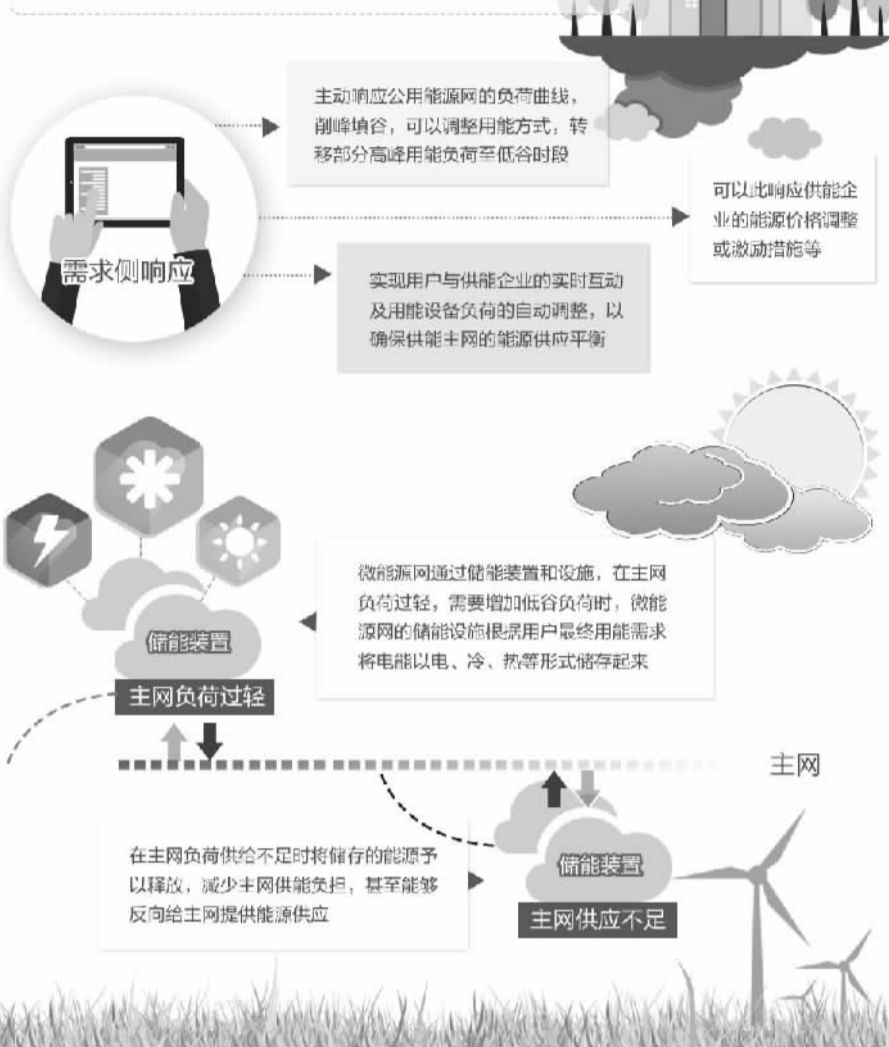 主动响应公用能源网的负荷曲线，
削峰填谷，可以调整用能方式，转
移部分高峰用能负荷至低谷时段
可以此响应供能企
业的能源价格调整
或激励措施等
需求侧响应
实现用户与供能企业的实时互动
及用能设备负荷的自动调整，以
确保供能主网的能源供应平衡
微能源网通过储能装置和设施，在主网
负荷过轻，需要增加低谷负荷时，微能
源网的储能设施根据用户最终用能需求
将电能以电、冷、热等形式储存起来
储能装置
主网负荷过轻
主网
在主网负荷供给不足时将储存的能源予
以释放，减少主网供能负担，甚至能够
反向给主网提供能源供应
储能装置
主网供应不足